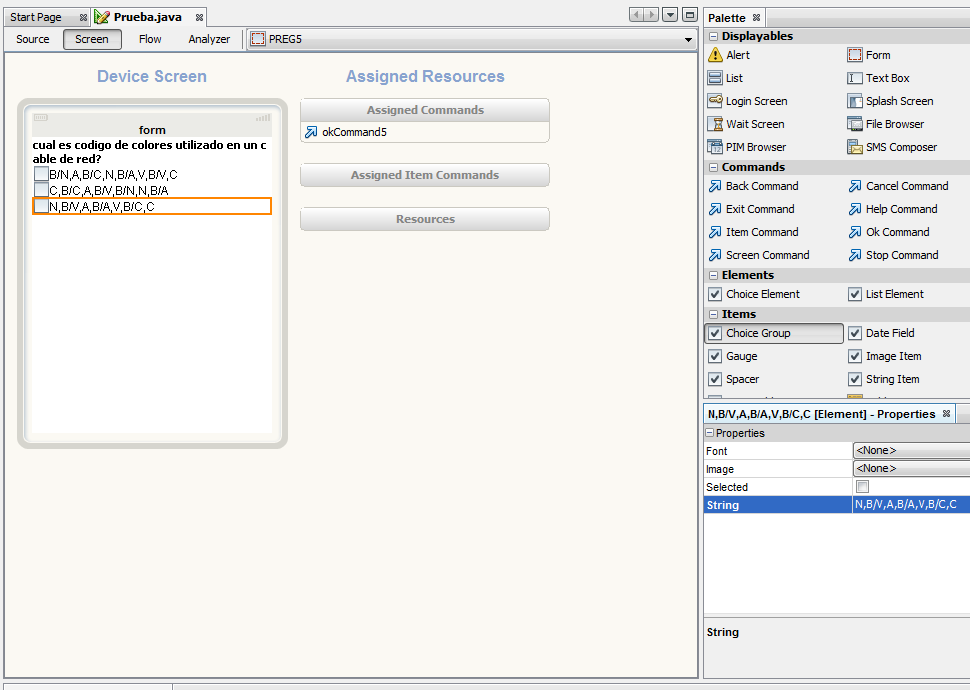 Start Page
Prueba.java
Source
Screen
Flow
Analyzer
PREG5
Device Screen
Assigned Resources
form
cual es codigo de colores utilizado en un c
able de red?
B/N,A,B/C,N,B/A,V,B/V,C
C,B/C,A,B/V,B/N,N,B/A
N,B/V,A,B/A,V,B/C,C
Assigned Commands
okCommand5
Assigned Item Commands
Resources
Palette
Displayables
Alert
Form
List
Text Box
Login Screen
Splash Screen
Wait Screen
File Browser
PIM Browser
SMS Composer
Commands
Back Command
Cancel Command
Exit Command
Help Command
Item Command
Ok Command
Screen Command
Stop Command
Elements
Choice Element
List Element
Items
Choice Group
Date Field
Gauge
Image Item
Spacer
String Item
N,B/V,A,B/A,V,B/C,C [Element] - Properties
Properties
Font <None>
Image <None>
Selected
String N,B/V,A,B/A,V,B/C,C
String